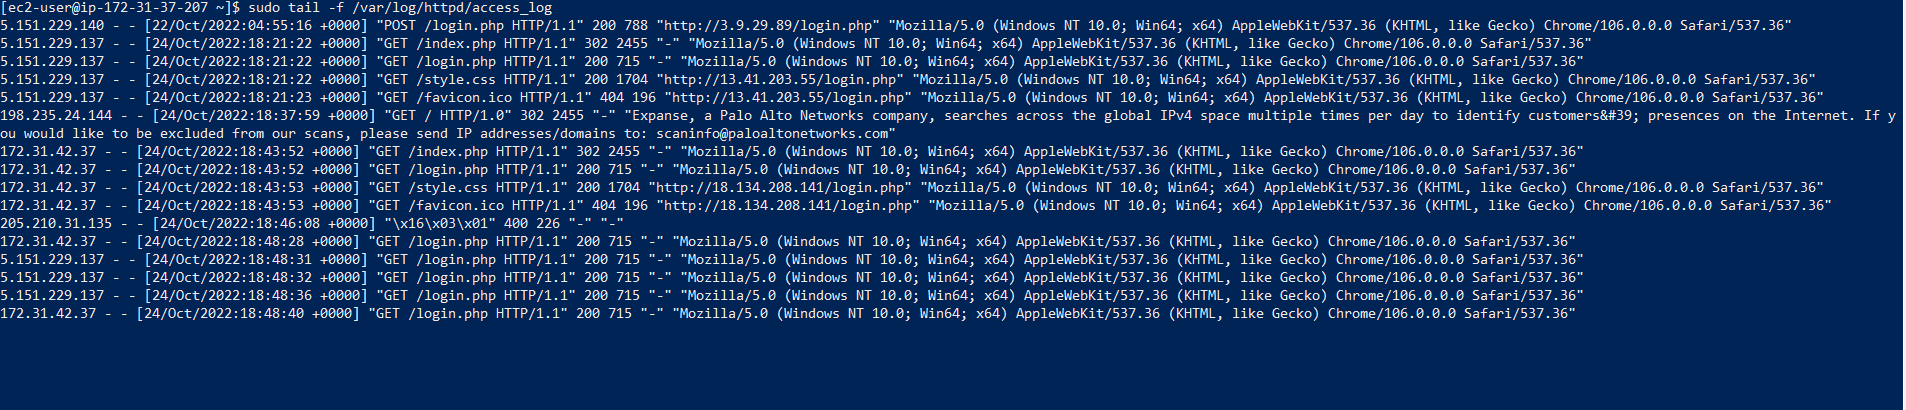 [ec2-user@ip-172-31-37-207 ~]$ sudo tail -f /var/log/httpd/access_log
5.151.229.140 - - [22/Oct/2022:04:55:16 +0000] "POST /login.php HTTP/1.1" 200 788 "http://3.9.29.89/login.php" "Mozilla/5.0 (Windows NT 10.0; Win64; x64) AppleWebKit/537.36 (KHTML, like Gecko) Chrome/106.0.0.0 Safari/537.36"
5.151.229.137 - - [24/Oct/2022:18:21:22 +0000] "GET /index.php HTTP/1.1" 302 2455 "-" "Mozilla/5.0 (Windows NT 10.0; Win64; x64) AppleWebKit/537.36 (KHTML, like Gecko) Chrome/106.0.0.0 Safari/537.36"
5.151.229.137 - - [24/Oct/2022:18:21:22 +0000] "GET /login.php HTTP/1.1" 200 715 "-" "Mozilla/5.0 (Windows NT 10.0; Win64; x64) AppleWebKit/537.36 (KHTML, like Gecko) Chrome/106.0.0.0 Safari/537.36"
5.151.229.137 - - [24/Oct/2022:18:21:22 +0000] "GET /style.css HTTP/1.1" 200 1704 "http://13.41.203.55/login.php" "Mozilla/5.0 (Windows NT 10.0; Win64; x64) AppleWebKit/537.36 (KHTML, like Gecko) Chrome/106.0.0.0 Safari/537.36"
5.151.229.137 - - [24/Oct/2022:18:21:23 +0000] "GET /favicon.ico HTTP/1.1" 404 196 "http://13.41.203.55/login.php" "Mozilla/5.0 (Windows NT 10.0; Win64; x64) AppleWebKit/537.36 (KHTML, like Gecko) Chrome/106.0.0.0 Safari/537.36"
198.235.24.144 - - [24/Oct/2022:18:37:59 +0000] "GET / HTTP/1.0" 302 2455 "-" "Expanse, a Palo Alto Networks company, searches across the global IPv4 space multiple times per day to identify customers&#39; presences on the Internet. If y
ou would like to be excluded from our scans, please send IP addresses/domains to: scaninfo@paloaltonetworks.com"
172.31.42.37 - - [24/Oct/2022:18:43:52 +0000] "GET /index.php HTTP/1.1" 302 2455 "-" "Mozilla/5.0 (Windows NT 10.0; Win64; x64) AppleWebKit/537.36 (KHTML, like Gecko) Chrome/106.0.0.0 Safari/537.36"
172.31.42.37 - - [24/Oct/2022:18:43:52 +0000] "GET /login.php HTTP/1.1" 200 715 "-" "Mozilla/5.0 (Windows NT 10.0; Win64; x64) AppleWebKit/537.36 (KHTML, like Gecko) Chrome/106.0.0.0 Safari/537.36"
172.31.42.37 - - [24/Oct/2022:18:43:53 +0000] "GET /style.css HTTP/1.1" 200 1704 "http://18.134.208.141/login.php" "Mozilla/5.0 (Windows NT 10.0; Win64; x64) AppleWebKit/537.36 (KHTML, like Gecko) Chrome/106.0.0.0 Safari/537.36"
172.31.42.37 - - [24/Oct/2022:18:43:53 +0000] "GET /favicon.ico HTTP/1.1" 404 196 "http://18.134.208.141/login.php" "Mozilla/5.0 (Windows NT 10.0; Win64; x64) AppleWebKit/537.36 (KHTML, like Gecko) Chrome/106.0.0.0 Safari/537.36"
205.210.31.135 - - [24/Oct/2022:18:46:08 +0000] "\x16\x03\x01" 400 226 "-" "-"
172.31.42.37 - - [24/Oct/2022:18:48:28 +0000] "GET /login.php HTTP/1.1" 200 715 "-" "Mozilla/5.0 (Windows NT 10.0; Win64; x64) AppleWebKit/537.36 (KHTML, like Gecko) Chrome/106.0.0.0 Safari/537.36"
5.151.229.137 - - [24/Oct/2022:18:48:31 +0000] "GET /login.php HTTP/1.1" 200 715 "-" "Mozilla/5.0 (Windows NT 10.0; Win64; x64) AppleWebKit/537.36 (KHTML, like Gecko) Chrome/106.0.0.0 Safari/537.36"
5.151.229.137 - - [24/Oct/2022:18:48:32 +0000] "GET /login.php HTTP/1.1" 200 715 "-" "Mozilla/5.0 (Windows NT 10.0; Win64; x64) AppleWebKit/537.36 (KHTML, like Gecko) Chrome/106.0.0.0 Safari/537.36"
5.151.229.137 - - [24/Oct/2022:18:48:36 +0000] "GET /login.php HTTP/1.1" 200 715 "-" "Mozilla/5.0 (Windows NT 10.0; Win64; x64) AppleWebKit/537.36 (KHTML, like Gecko) Chrome/106.0.0.0 Safari/537.36"
172.31.42.37 - - [24/Oct/2022:18:48:40 +0000] "GET /login.php HTTP/1.1" 200 715 "-" "Mozilla/5.0 (Windows NT 10.0; Win64; x64) AppleWebKit/537.36 (KHTML, like Gecko) Chrome/106.0.0.0 Safari/537.36"